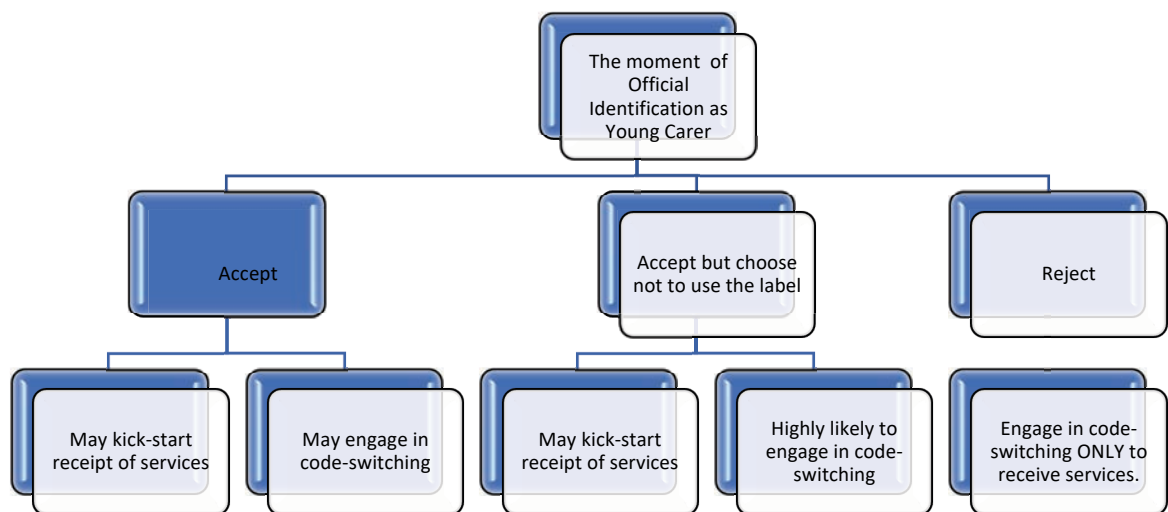 The moment of
Official
Identification as
Young Carer
Accept
Accept but choose
not to use the label
Reject
May kick-start
receipt of services
May engage in
code-switching
May kick-start
receipt of services
Highly likely to
engage in code-
switching
Engage in code-
switching ONLY to
receive services.